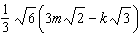 1/3 √6(3m√2 − k√3)